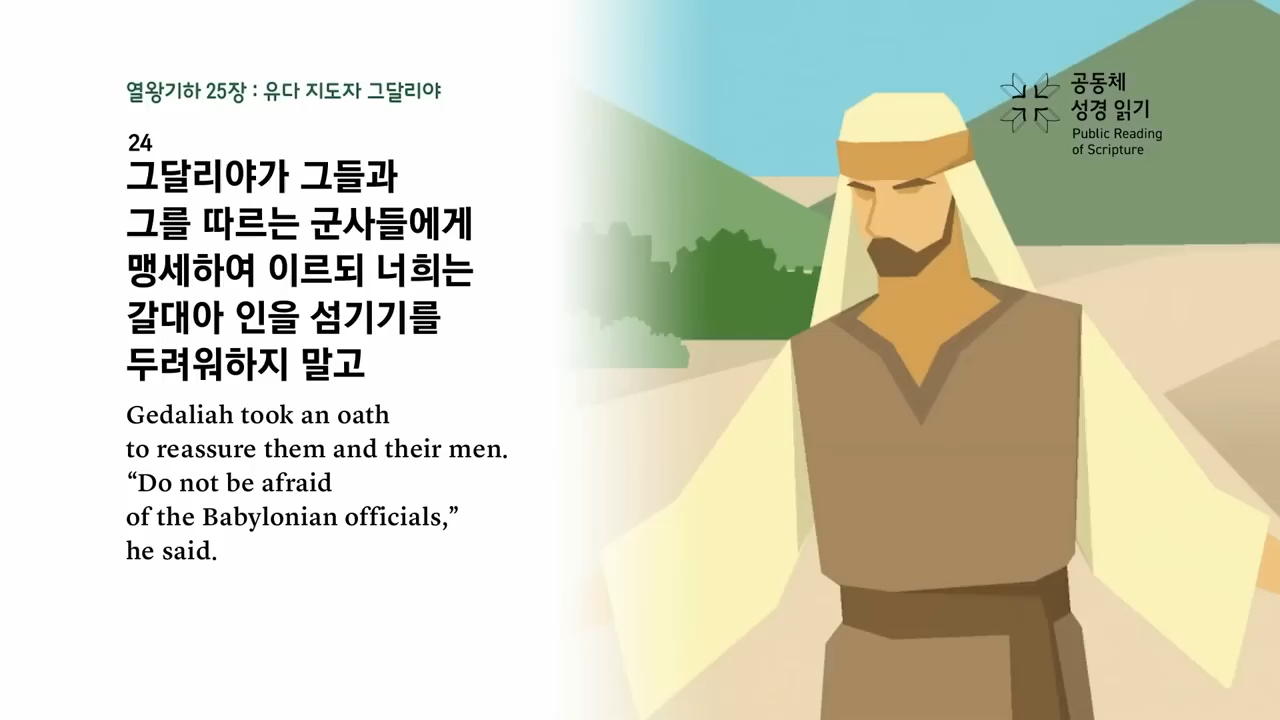 열왕기하 25장 : 유다 지도자 그달리야
24
그달리야가 그들과
그를 따르는 군사들에게
맹세하여 이르되 너희는
갈대아 인을 섬기기를
두려워하지 말고
Gedaliah took an oath
to reassure them and their men.
“Do not be afraid
of the Babylonian officials,”
he said.
공동체
성경 읽기
Public Reading
of Scripture